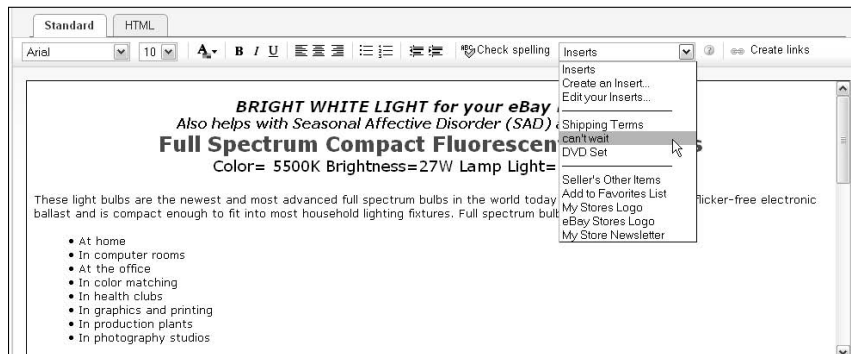 Standard HTML
Arial 10 A B I U Check spelling Inserts Create links
Inserts
Create an Insert...
Edit your Inserts...
Shipping Terms
can't wait
DVD Set
Seller's Other Items
Add to Favorites List
My Stores Logo
eBay Stores Logo
My Store Newsletter
BRIGHT WHITE LIGHT for your eBay
Also helps with Seasonal Affective Disorder (SAD)
Full Spectrum Compact Fluorescen s
Color= 5500K Brightness=27W Lamp Light=
These light bulbs are the newest and most advanced full spectrum bulbs in the world today flicker-free electronic
ballast and is compact enough to fit into most household lighting fixtures. Full spectrum bul
• At home
• In computer rooms
• At the office
• In color matching
• In health clubs
• In graphics and printing
• In production plants
• In photography studios